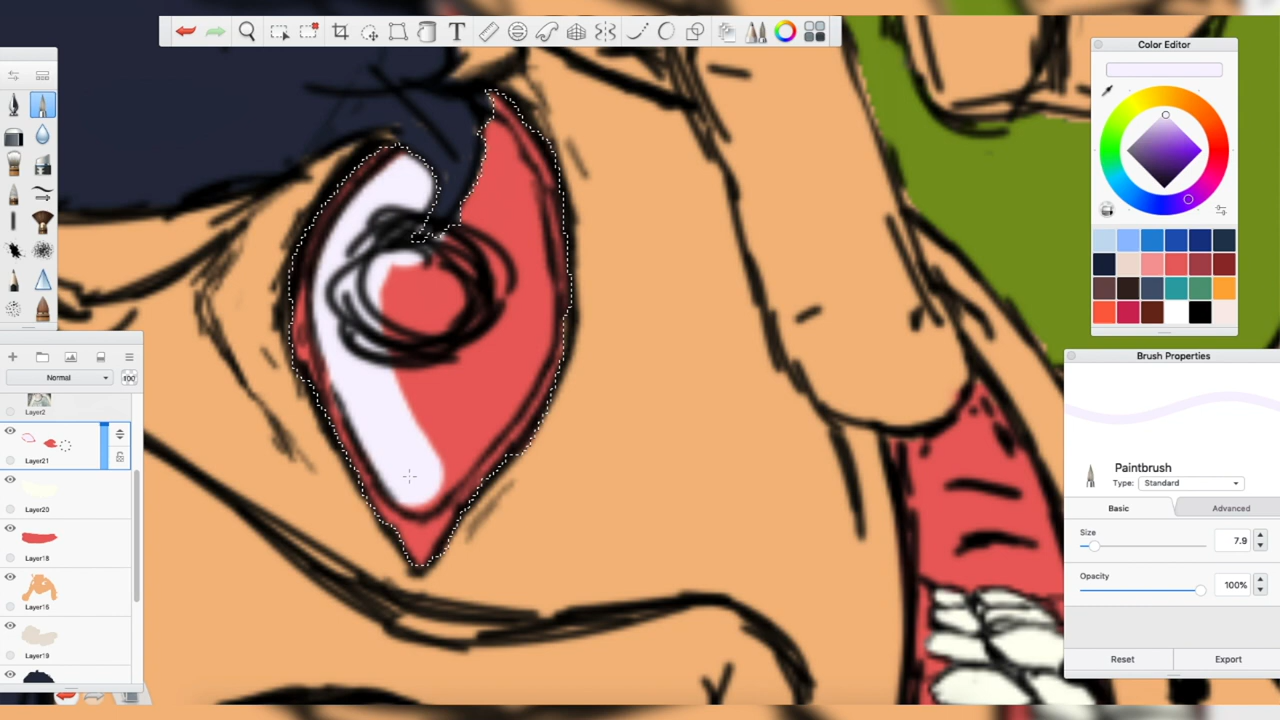 T
Color Editor
Normal
100
Layer2
Layer21
Layer20
Layer18
Layer16
Layer19
Brush Properties
Paintbrush
Type: Standard
Basic
Advanced
Size
7.9
Opacity
100%
Reset
Export